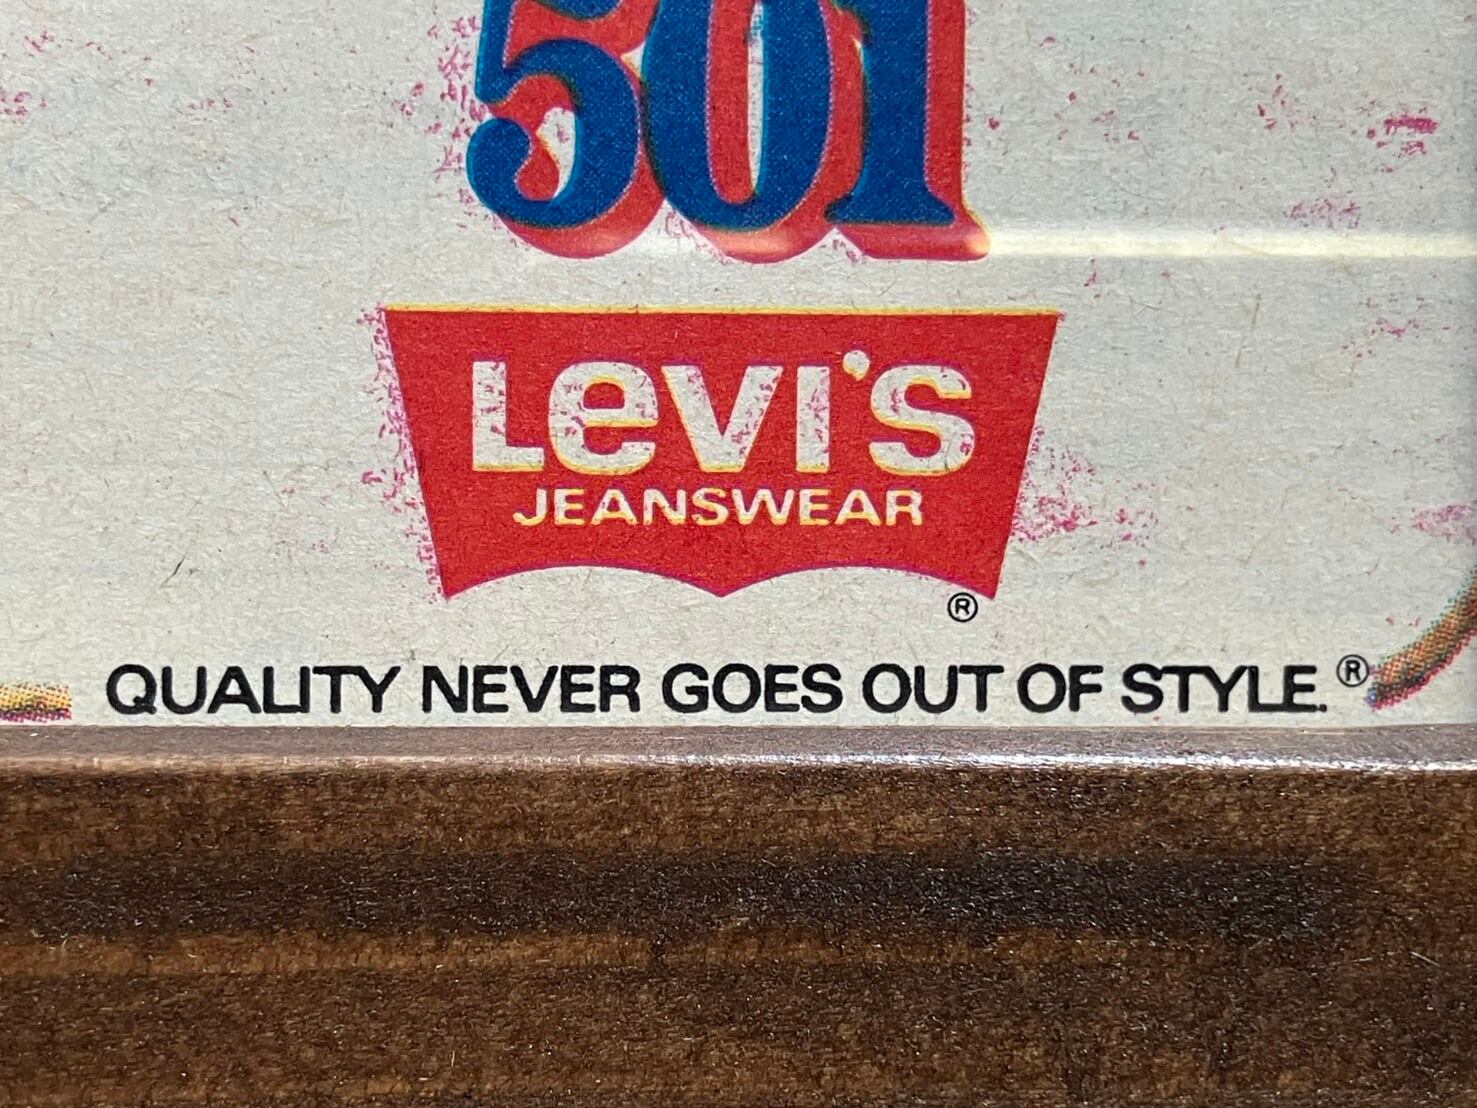 501
Levi's
JEANSWEAR
®
QUALITY NEVER GOES OUT OF STYLE.®